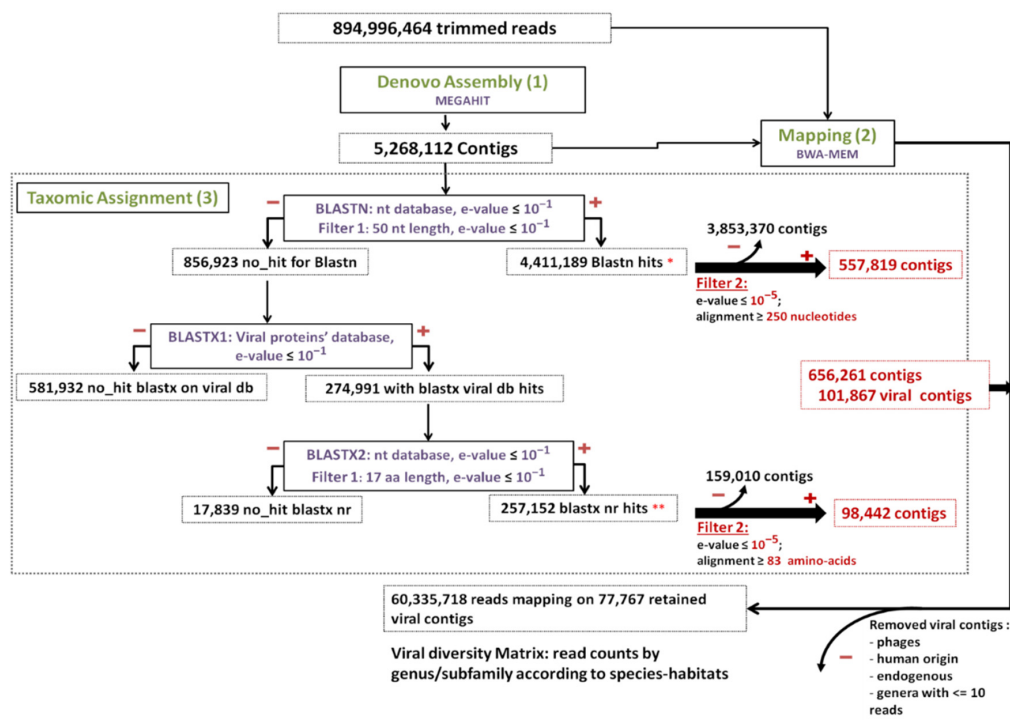 894,996,464 trimmed reads
Denovo Assembly (1)
MEGAHIT
5,268,112 Contigs
Mapping (2)
BWA-MEM
Taxomic Assignment (3)
−
BLASTN: nt database, e-value ≤ 10⁻¹
Filter 1: 50 nt length, e-value ≤ 10⁻¹
+
856,923 no_hit for Blastn
4,411,189 Blastn hits *
3,853,370 contigs
−
+
557,819 contigs
Filter 2:
e-value ≤ 10⁻⁵;
alignment ≥ 250 nucleotides
−
BLASTX1: Viral proteins' database,
e-value ≤ 10⁻¹
+
581,932 no_hit blastx on viral db
274,991 with blastx viral db hits
656,261 contigs
101,867 viral contigs
−
BLASTX2: nt database, e-value ≤ 10⁻¹
Filter 1: 17 aa length, e-value ≤ 10⁻¹
+
17,839 no_hit blastx nr
257,152 blastx nr hits **
159,010 contigs
−
+
98,442 contigs
Filter 2:
e-value ≤ 10⁻⁵;
alignment ≥ 83 amino-acids
60,335,718 reads mapping on 77,767 retained
viral contigs
Viral diversity Matrix: read counts by
genus/subfamily according to species-habitats
Removed viral contigs :
- phages
−
- human origin
- endogenous
- genera with <= 10
reads